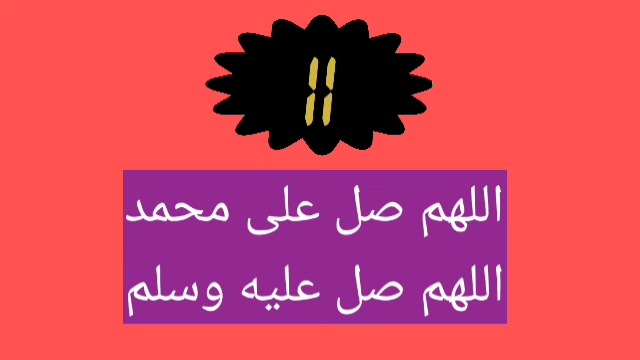 11
اللهم صل على محمد
اللهم صل عليه وسلم